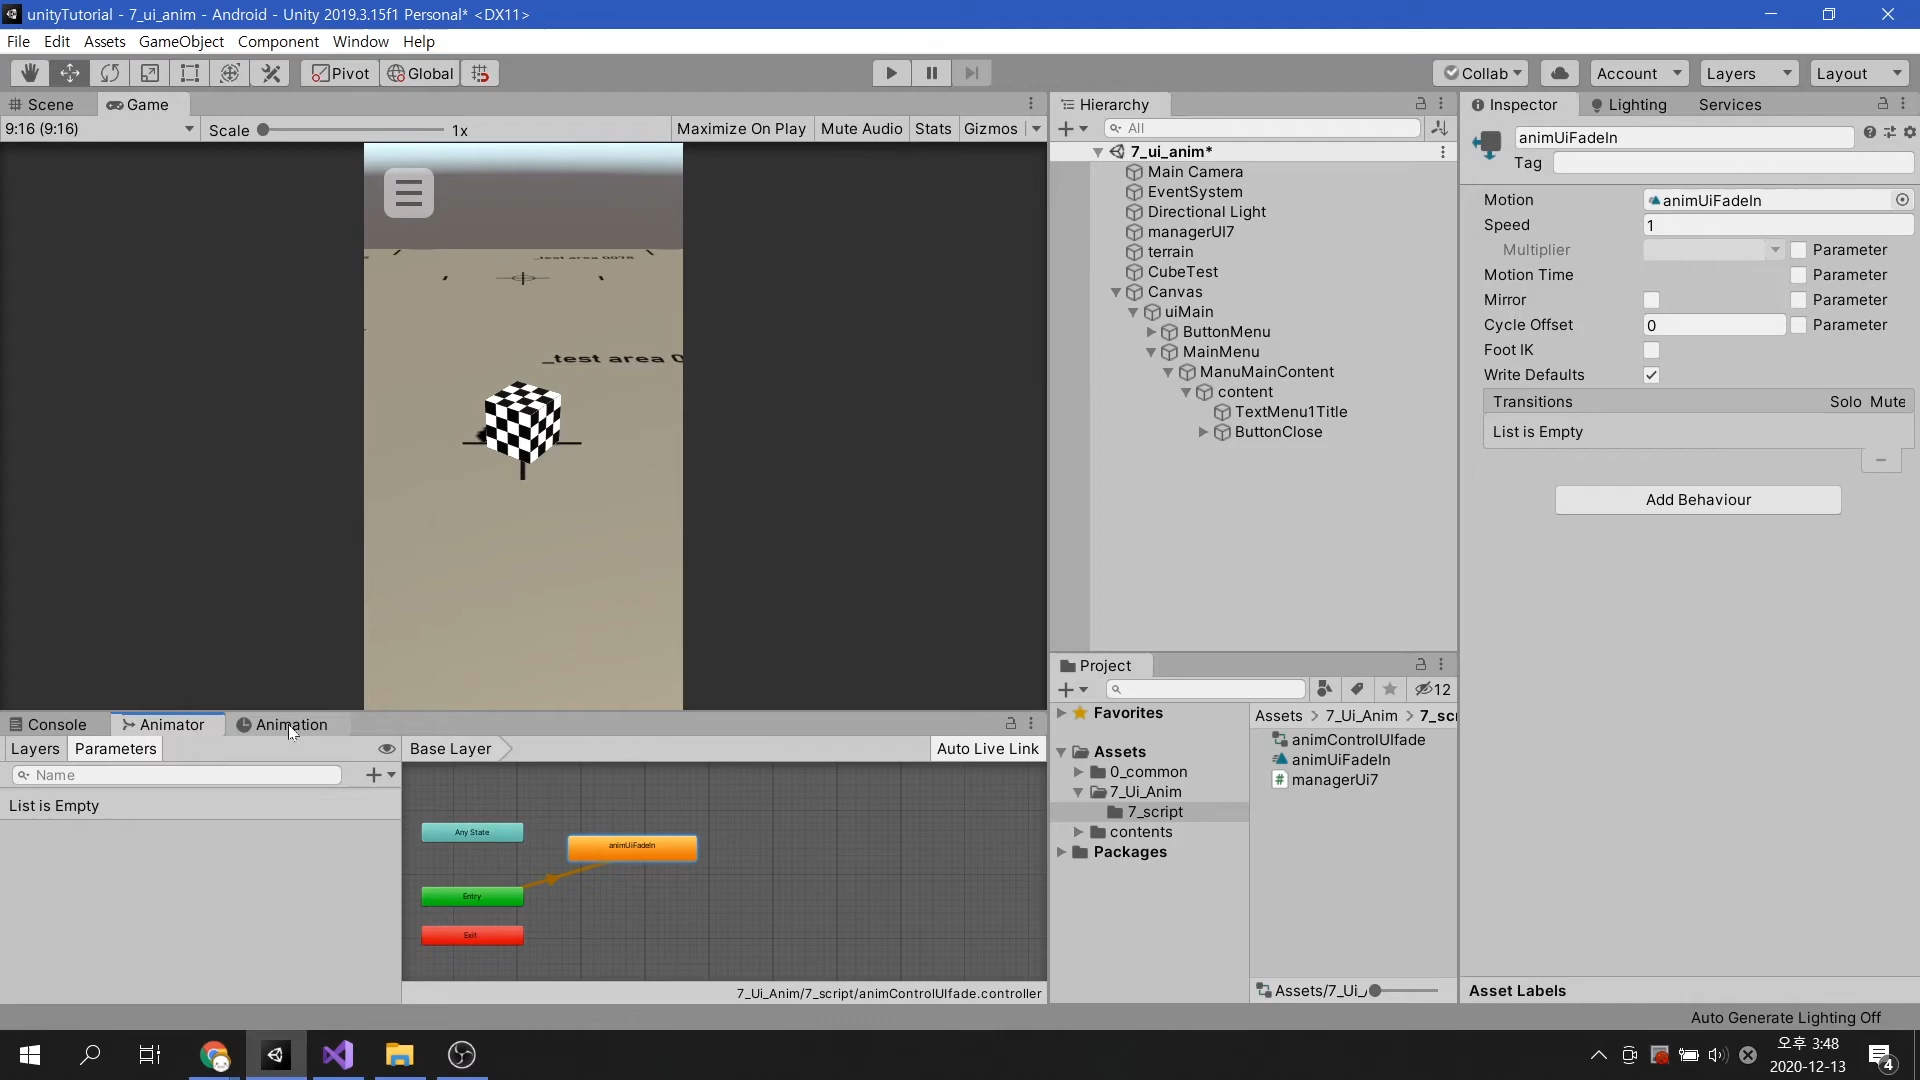 unityTutorial - 7_ui_anim - Android - Unity 2019.3.15f1 Personal* <DX11>
File Edit Assets GameObject Component Window Help
Pivot Global Collab Account Layers Layout
Scene Game
9:16 (9:16) Scale 1x Maximize On Play Mute Audio Stats Gizmos
_test area 0
Hierarchy
All
7_ui_anim*
Main Camera
EventSystem
Directional Light
managerUI7
terrain
CubeTest
Canvas
uiMain
ButtonMenu
MainMenu
ManuMainContent
content
TextMenu1Title
ButtonClose
Inspector Lighting Services
animUiFadeIn
Tag
Motion animUiFadeIn
Speed 1
Multiplier Parameter
Motion Time Parameter
Mirror Parameter
Cycle Offset 0 Parameter
Foot IK
Write Defaults
Transitions Solo Mute
List is Empty
Add Behaviour
Asset Labels
Project
12
Favorites
Assets
0_common
7_Ui_Anim
7_script
contents
Packages
Assets > 7_Ui_Anim > 7_scr
animControlUIfade
animUiFadeIn
managerUi7
Assets/7_Ui_/
Console Animator Animation
Layers Parameters Base Layer Auto Live Link
Name
List is Empty
Any State
animUiFadeIn
Entry
Exit
7_Ui_Anim/7_script/animControlUIfade.controller
Auto Generate Lighting Off
오후 3:48
2020-12-13
4